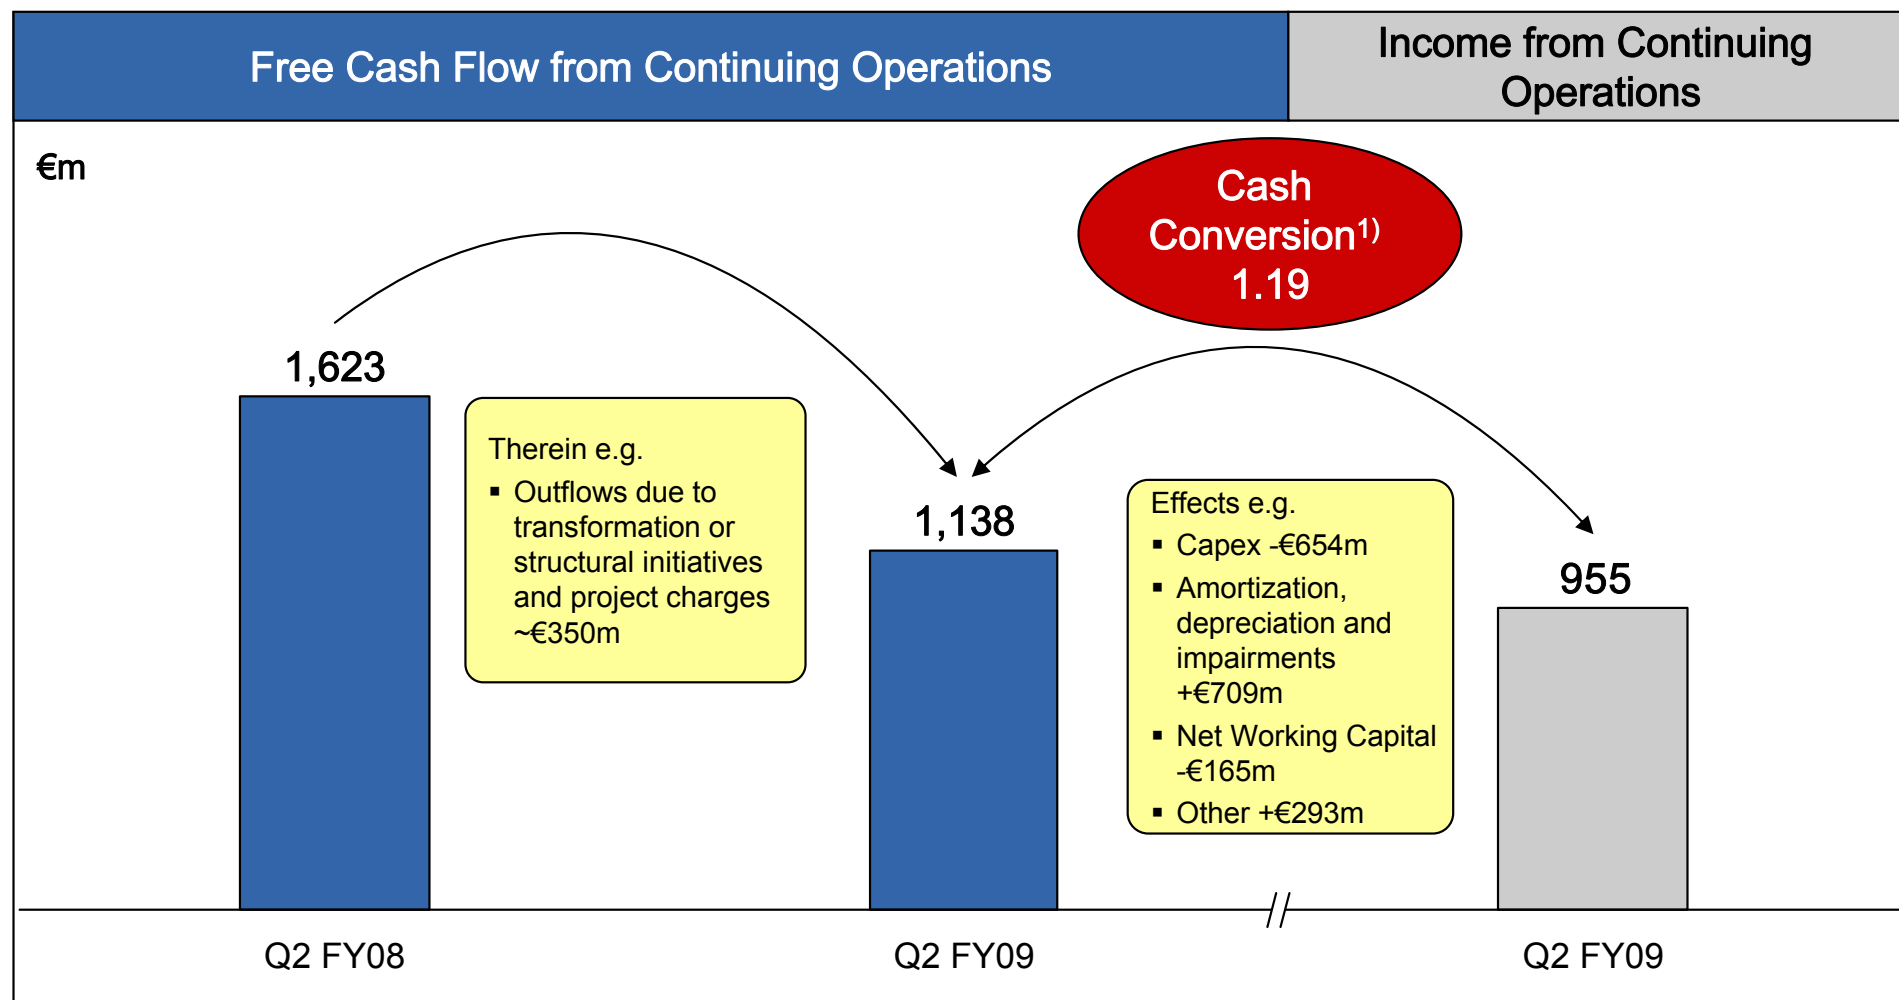 Free Cash Flow from Continuing Operations
Income from Continuing
Operations
€m
Cash
Conversion¹⁾
1.19
1,623
Therein e.g.
▪ Outflows due to
transformation or
structural initiatives
and project charges
~€350m
1,138
Effects e.g.
▪ Capex -€654m
▪ Amortization,
depreciation and
impairments
+€709m
▪ Net Working Capital
-€165m
▪ Other +€293m
955
Q2 FY08
Q2 FY09
Q2 FY09